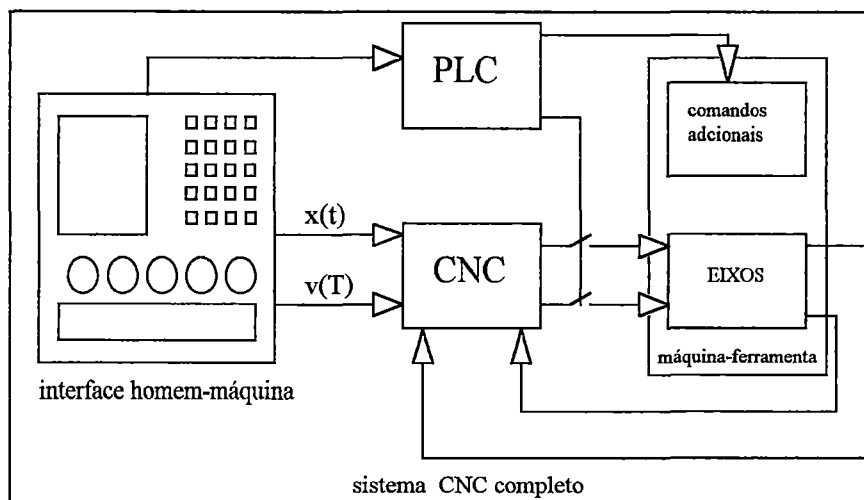 PLC
comandos
adcionais
x(t)
CNC
v(T)
EIXOS
máquina-ferramenta
interface homem-máquina
sistema CNC completo